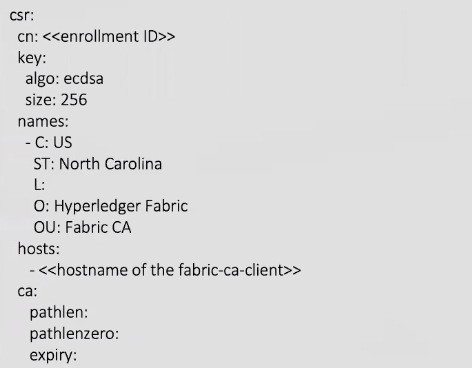 csr:
cn: <<enrollment ID>>
key:
algo: ecdsa
size: 256
names:
- C: US
ST: North Carolina
L:
O: Hyperledger Fabric
OU: Fabric CA
hosts:
- <<hostname of the fabric-ca-client>>
ca:
pathlen:
pathlenzero:
expiry: